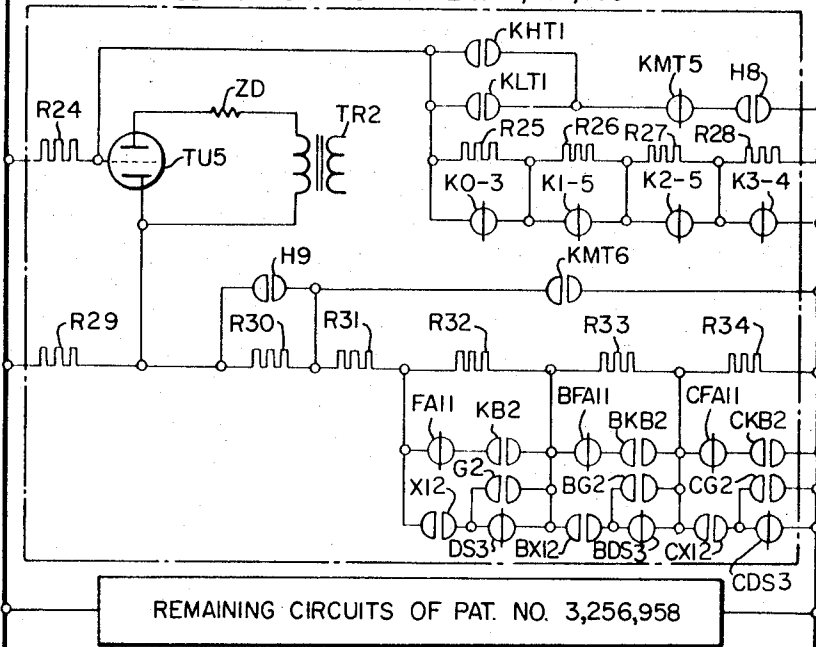 KHT1
KMT5 H8
ZD KLT1
R24 TR2
R25 R26 R27 R28
TU5
K0-3 K1-5 K2-5 K3-4
H9 KMT6
R29
R30 R31 R32 R33 R34
FA11 KB2 BFA11 BKB2 CFA11 CKB2
X12 G2 BG2 CG2
DS3 BX12 BDS3 CX12 CDS3
REMAINING CIRCUITS OF PAT. NO. 3,256,958